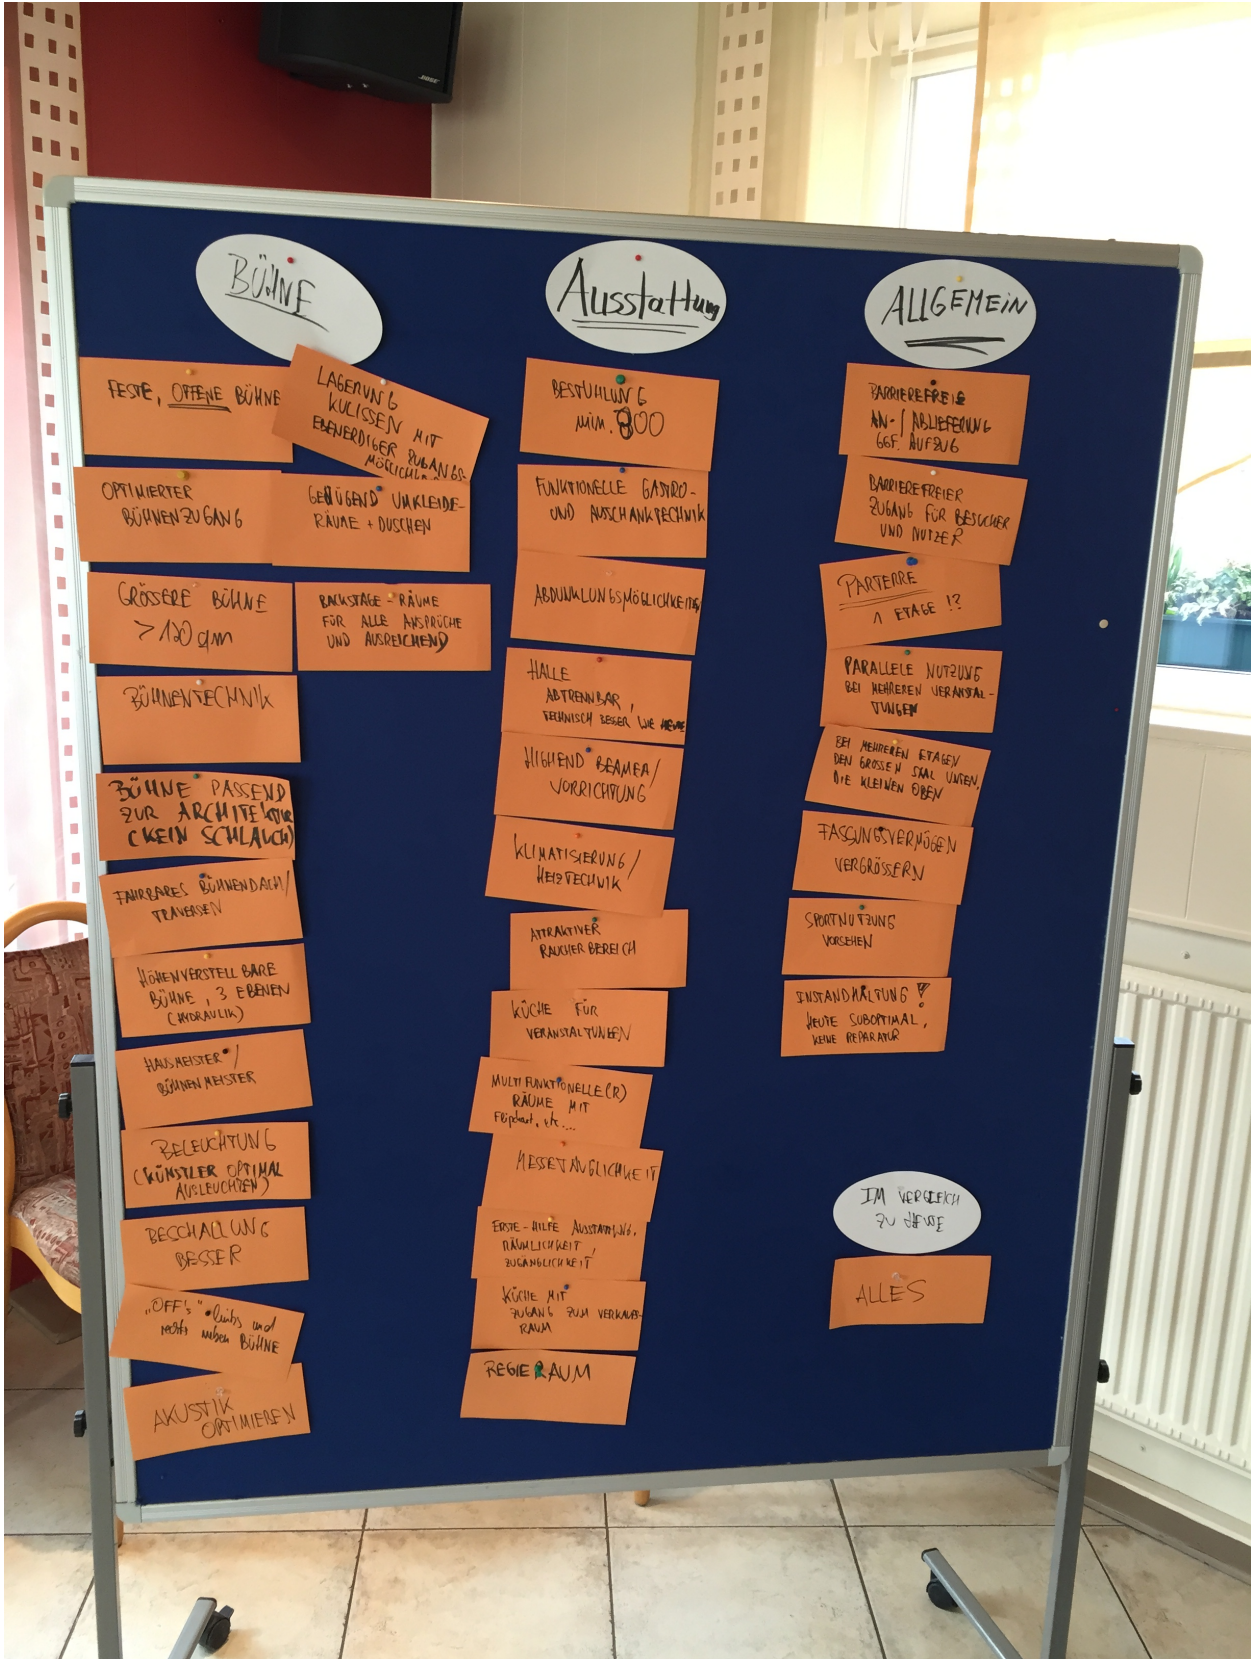 BOSE
BÜHNE
FESTE, OFFENE BÜHNE
OPTIMIERTER
BÜHNENZUGANG
GRÖSSERE BÜHNE
>120 qm
BÜHNENTECHNIK
BÜHNE PASSEND
ZUR ARCHITEKTUR
(KEIN SCHLAUCH)
FAHRBARES BÜHNENDACH/
TRAVERSEN
HÖHENVERSTELLBARE
BÜHNE, 3 EBENEN
(HYDRAULIK)
HAUSMEISTER/
BÜHNENMEISTER
BELEUCHTUNG
(KÜNSTLER OPTIMAL
AUSLEUCHTEN)
BESCHALLUNG
BESSER
"OFF's" links und
rechts neben BÜHNE
AKUSTIK
OPTIMIEREN
LAGERUNG
KULISSEN MIT
EBENERDIGER ZUGANGS-
MÖGLICHK.
GENÜGEND UMKLEIDE-
RÄUME + DUSCHEN
BACKSTAGE-RÄUME
FÜR ALLE ANSPRÜCHE
UND AUSREICHEND
Ausstattung
BESTUHLUNG
min. 800
FUNKTIONELLE GASTRO-
UND AUSSCHANKTECHNIK
ABDUNKLUNGSMÖGLICHKEITEN
HALLE
ABTRENNBAR,
TECHNISCH BESSER WIE HEUTE
HIGHEND BEAMER/
VORRICHTUNG
KLIMATISIERUNG/
HEIZTECHNIK
ATTRAKTIVER
RAUCHERBEREICH
KÜCHE FÜR
VERANSTALTUNGEN
MULTIFUNKTIONELLE(R)
RÄUME MIT
Flipchart, etc...
MESSETAUGLICHKEIT
ERSTE-HILFE AUSSTATTUNG,
RÄUMLICHKEIT,
ZUGÄNGLICHKEIT
KÜCHE MIT
ZUGANG ZUM VERKAUFS-
RAUM
REGIERAUM
ALLGEMEIN
BARRIEREFREIE
AN-/ABLIEFERUNG
GGF. AUFZUG
BARRIEREFREIER
ZUGANG FÜR BESUCHER
UND NUTZER
PARTERRE
1 ETAGE !?
PARALLELE NUTZUNG
BEI MEHREREN VERANSTAL-
TUNGEN
BEI MEHREREN ETAGEN
DEN GROSSEN SAAL UNTEN,
DIE KLEINEN OBEN
FASSUNGSVERMÖGEN
VERGRÖSSERN
SPORTNUTZUNG
VORSEHEN
INSTANDHALTUNG!
HEUTE SUBOPTIMAL,
KEINE REPARATUR
IM VERGLEICH
ZU HEUTE
ALLES